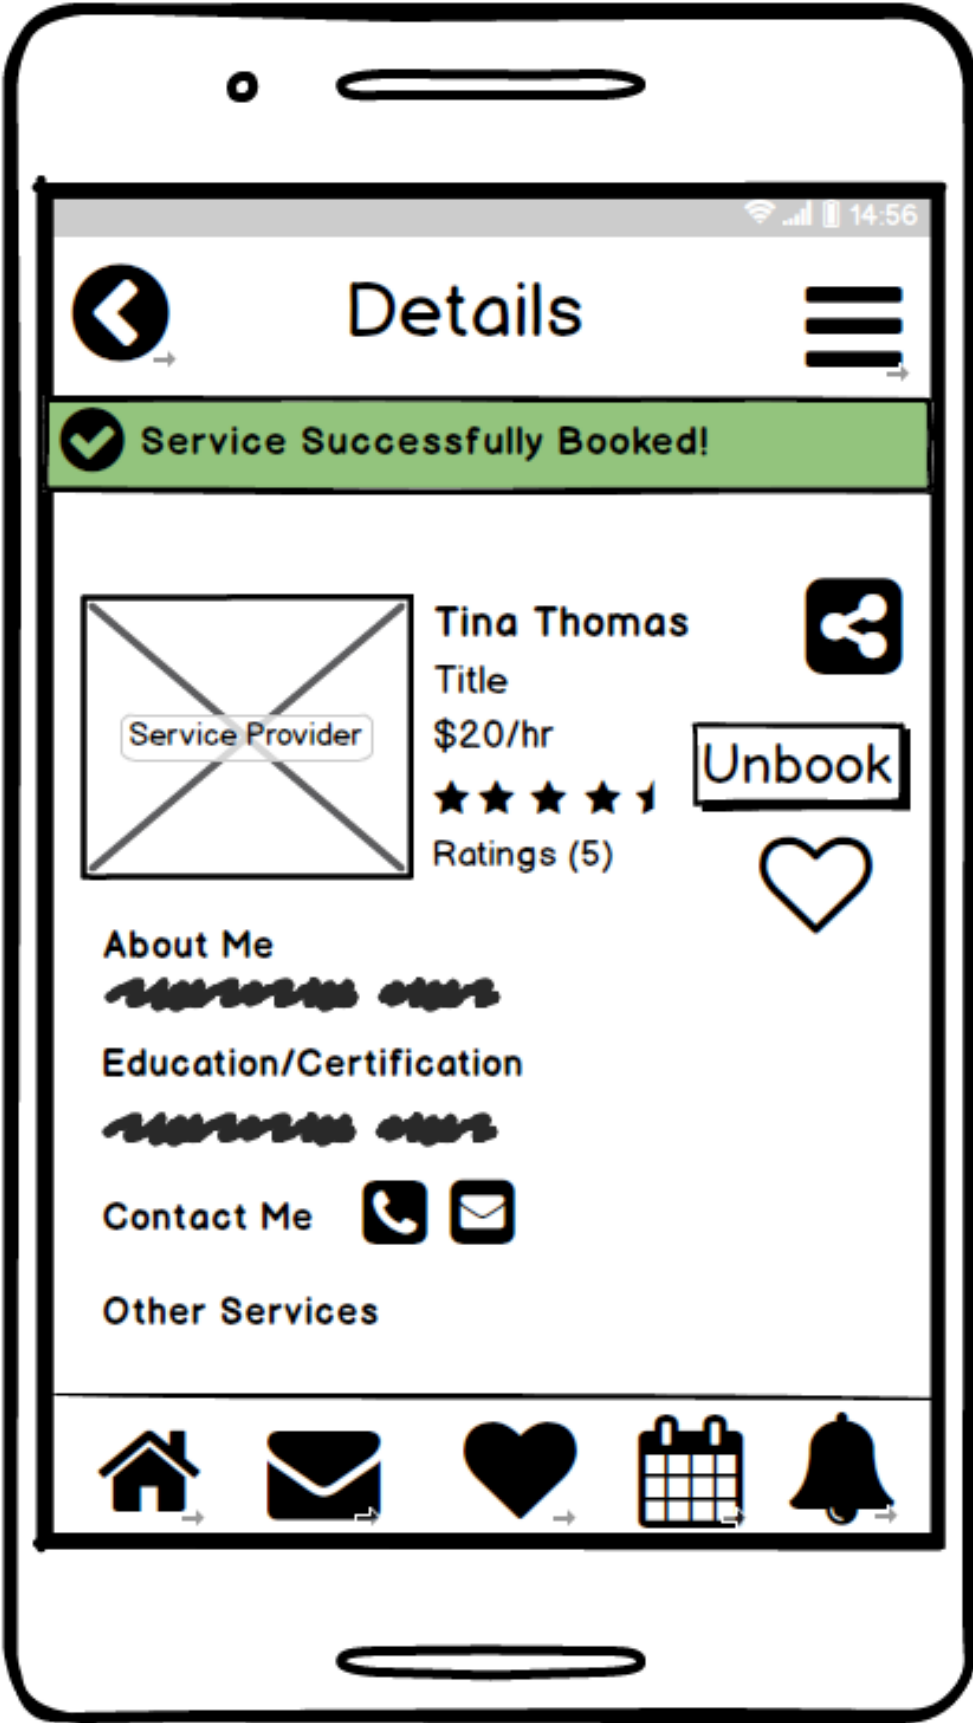 14:56
Details
Service Successfully Booked!
Tina Thomas
Title
Service Provider
$20/hr
Unbook
Ratings (5)
About Me
Education/Certification
Contact Me
Other Services